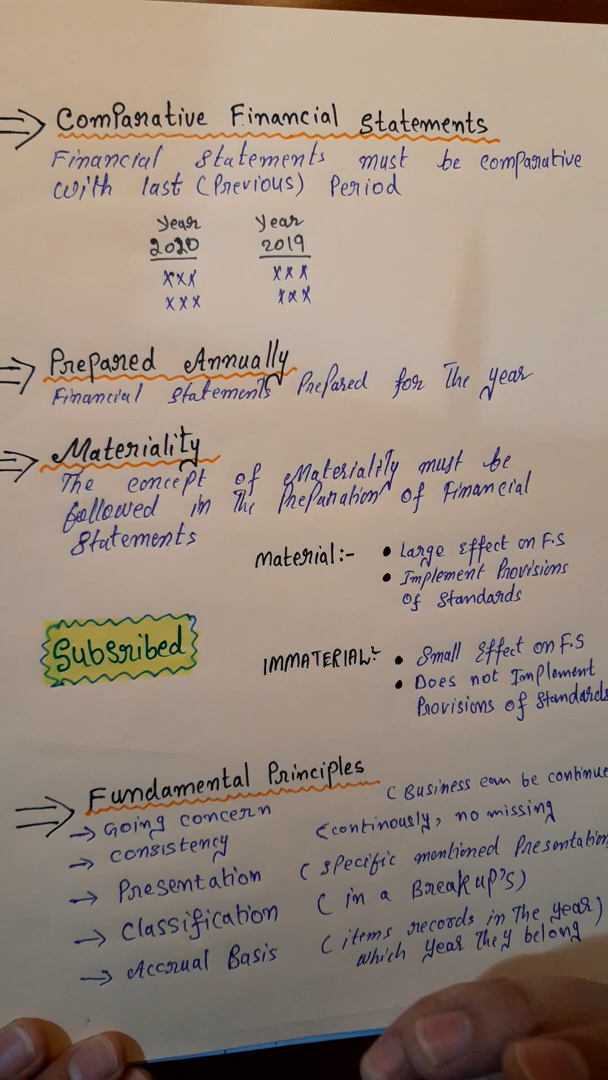 Comparative Financial Statements
Financial Statements must be comparative
with last (Previous) Period
Year Year
2020 2019
xxx xxx
xxx xxx
Prepared Annually
Financial Statements Prepared for The year
Materiality
The concept of Materiality must be
followed in The Preparation of Financial
Statements
Material:- • Large Effect on F.S
• Implement Provisions
of Standards
Subsribed
IMMATERIAL:- • Small Effect on F.S
• Does not Implement
Provisions of Standards
Fundamental Principles
→ Going concern (Business can be continue
→ consistency (continously, no missing
→ Presentation (specific mentioned Presentation
→ Classification (in a Breakup's)
→ Accrual Basis (items records in The year)
which year They belong